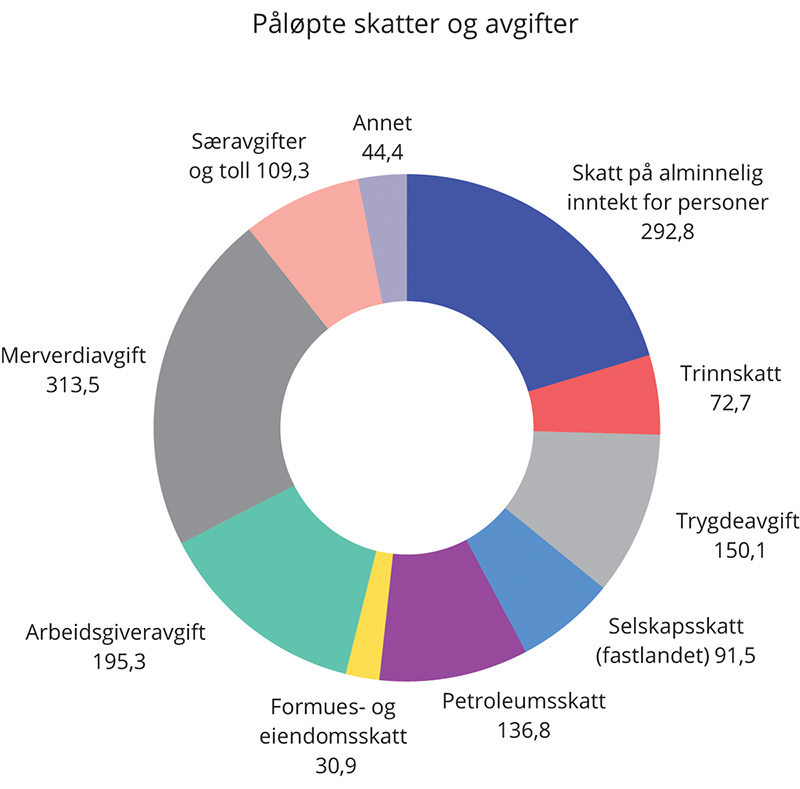 Påløpte skatter og avgifter
Annet
44,4
Særavgifter
og toll 109,3
Skatt på alminnelig
inntekt for personer
292,8
Merverdiavgift
313,5
Trinnskatt
72,7
Trygdeavgift
150,1
Selskapsskatt
(fastlandet) 91,5
Arbeidsgiveravgift
195,3
Petroleumsskatt
136,8
Formues- og
eiendomsskatt
30,9